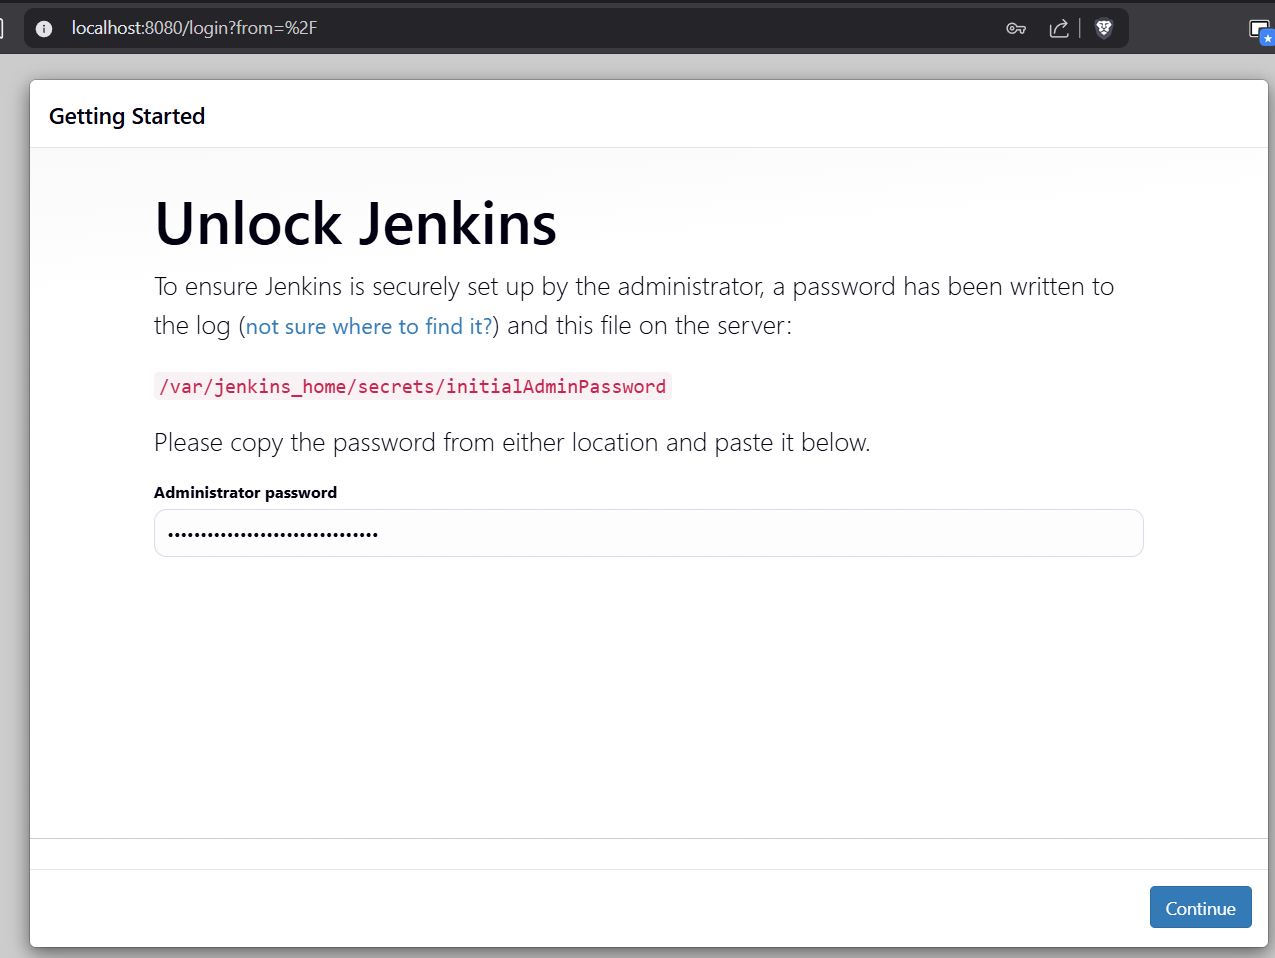 localhost:8080/login?from=%2F
Getting Started
Unlock Jenkins
To ensure Jenkins is securely set up by the administrator, a password has been written to
the log (not sure where to find it?) and this file on the server:
/var/jenkins_home/secrets/initialAdminPassword
Please copy the password from either location and paste it below.
Administrator password
••••••••••••••••••••••••••••••••
Continue